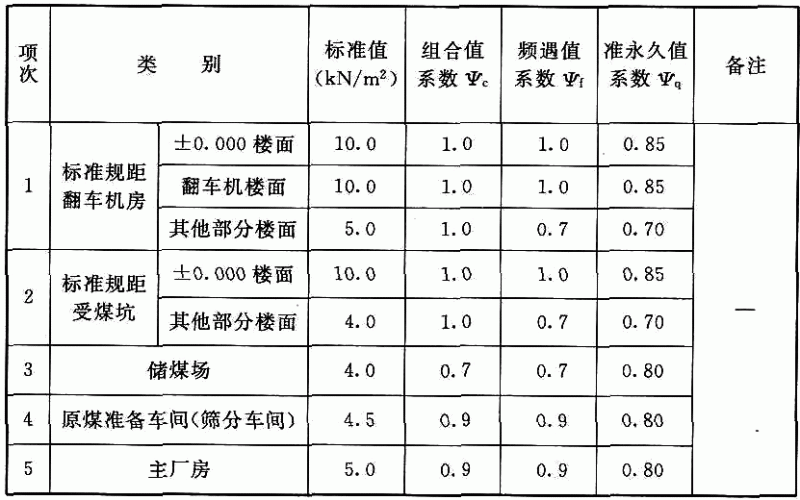 项次 类 别 标准值(kN/m²) 组合值系数 Ψc 频遇值系数 Ψf 准永久值系数 Ψq 备注
1 标准规距翻车机房 ±0.000 楼面 10.0 1.0 1.0 0.85 —
翻车机楼面 10.0 1.0 1.0 0.85
其他部分楼面 5.0 1.0 0.7 0.70
2 标准规距受煤坑 ±0.000 楼面 10.0 1.0 1.0 0.85
其他部分楼面 4.0 1.0 0.7 0.70
3 储煤场 4.0 0.7 0.7 0.80
4 原煤准备车间(筛分车间) 4.5 0.9 0.9 0.80
5 主厂房 5.0 0.9 0.9 0.80